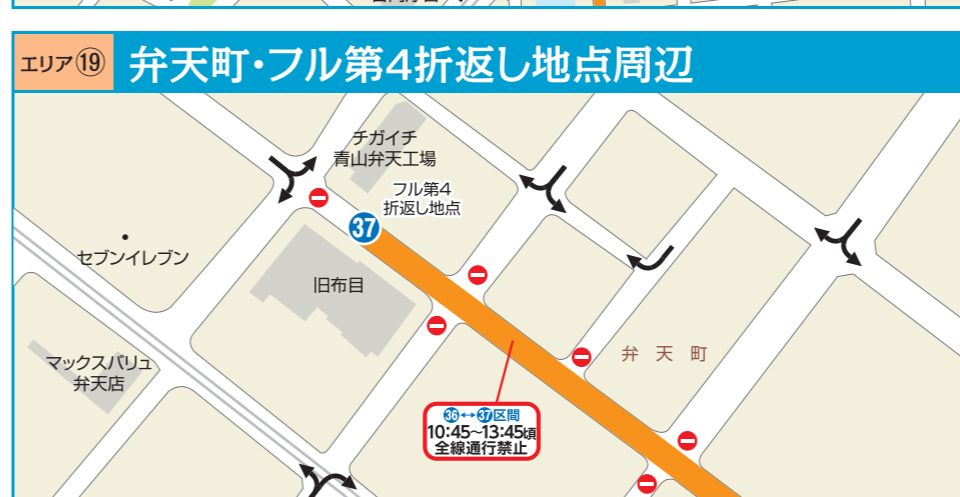 エリア⑲ 弁天町・フル第4折返し地点周辺
チガイチ
青山弁天工場
フル第4
折返し地点
37
セブンイレブン
旧布目
マックスバリュ
弁天店
弁天町
36↔37区間
10:45~13:45頃
全線通行禁止